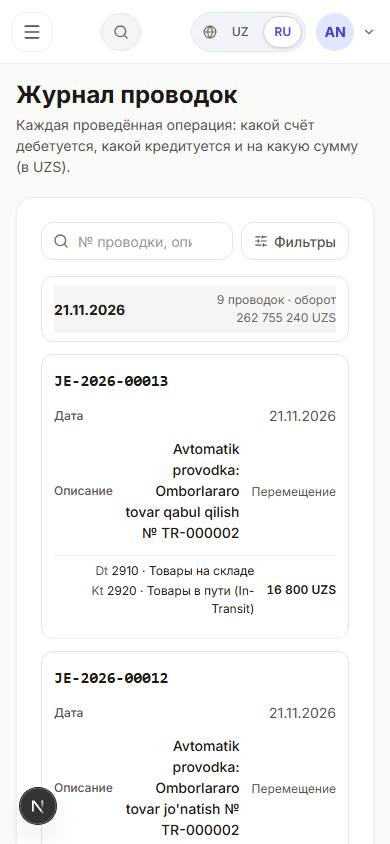 UZ RU AN
Журнал проводок
Каждая проведённая операция: какой счёт
дебетуется, какой кредитуется и на какую сумму
(в UZS).
№ проводки, опи
Фильтры
21.11.2026
9 проводок · оборот
262 755 240 UZS
JE-2026-00013
Дата 21.11.2026
Описание
Avtomatik
provodka:
Omborlararo
tovar qabul qilish
№ TR-000002
Перемещение
Dt 2910 · Товары на складе
Kt 2920 · Товары в пути (In-
Transit)
16 800 UZS
JE-2026-00012
Дата 21.11.2026
Описание
Avtomatik
provodka:
Omborlararo
tovar jo'natish №
TR-000002
Перемещение
N